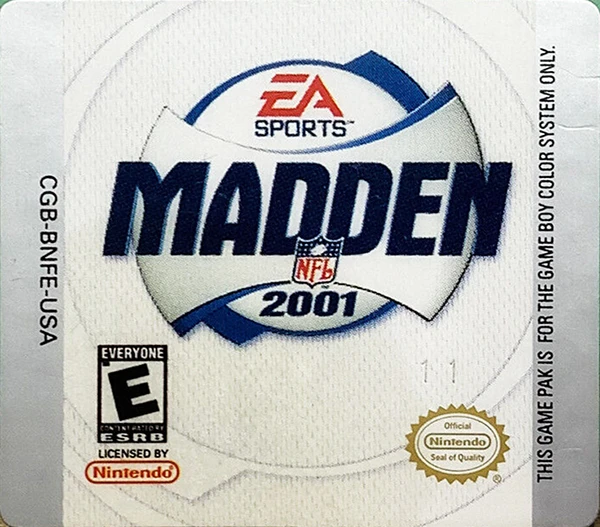 EA
SPORTS™
MADDEN
NFL
2001
CGB-BNFE-USA
THIS GAME PAK IS FOR THE GAME BOY COLOR SYSTEM ONLY.
11
EVERYONE
E
CONTENT RATED BY
ESRB
LICENSED BY
Nintendo®
Official
Nintendo
Seal of Quality
®